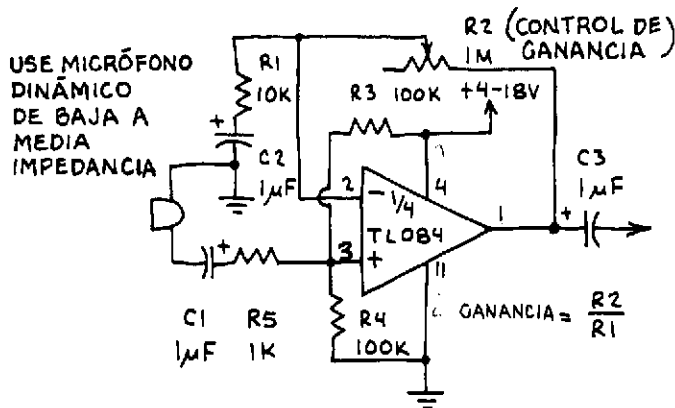 R2 (CONTROL DE
GANANCIA)
USE MICRÓFONO
DINÁMICO
DE BAJA A
MEDIA
IMPEDANCIA
R1
10K
1M
R3 100K
+4-18V
+
C2
1µF
2
-
1/4
4
TL084
1
C3
1µF
+
+
3
+
11
C1
1µF
R5
1K
R4
100K
GANANCIA = R2/R1